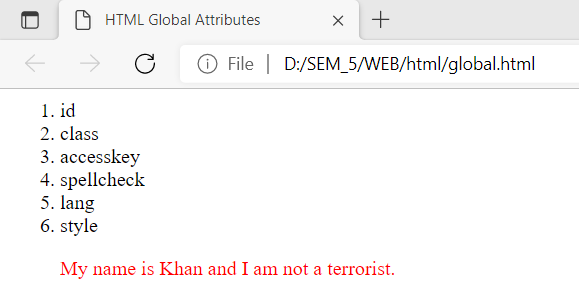 HTML Global Attributes
File D:/SEM_5/WEB/html/global.html
1. id
2. class
3. accesskey
4. spellcheck
5. lang
6. style
My name is Khan and I am not a terrorist.